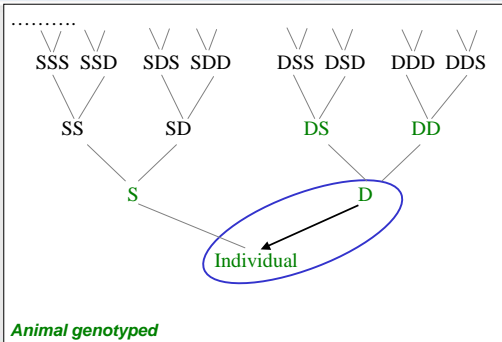 ..........
SSS SSD SDS SDD DSS DSD DDD DDS
SS SD DS DD
S D
Individual
Animal genotyped